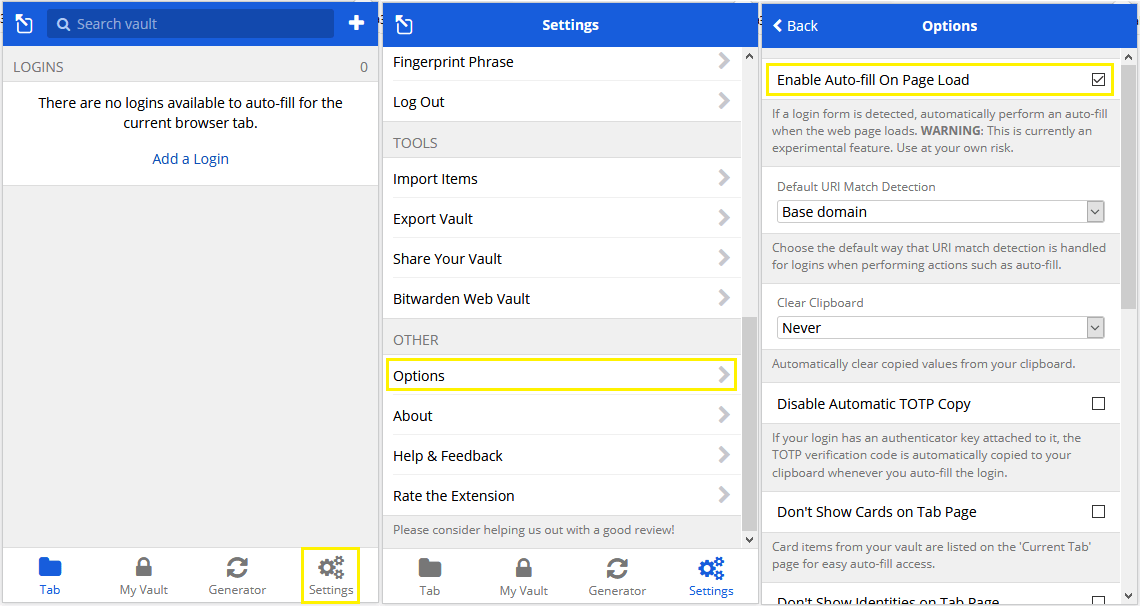 Search vault
LOGINS 0
There are no logins available to auto-fill for the
current browser tab.
Add a Login
Tab
My Vault
Generator
Settings
Settings
Fingerprint Phrase
Log Out
TOOLS
Import Items
Export Vault
Share Your Vault
Bitwarden Web Vault
OTHER
Options
About
Help & Feedback
Rate the Extension
Please consider helping us out with a good review!
Tab
My Vault
Generator
Settings
Back
Options
Enable Auto-fill On Page Load
If a login form is detected, automatically perform an auto-fill
when the web page loads. WARNING: This is currently an
experimental feature. Use at your own risk.
Default URI Match Detection
Base domain
Choose the default way that URI match detection is handled
for logins when performing actions such as auto-fill.
Clear Clipboard
Never
Automatically clear copied values from your clipboard.
Disable Automatic TOTP Copy
If your login has an authenticator key attached to it, the
TOTP verification code is automatically copied to your
clipboard whenever you auto-fill the login.
Don't Show Cards on Tab Page
Card items from your vault are listed on the 'Current Tab'
page for easy auto-fill access.
Don't Show Identities on Tab Page